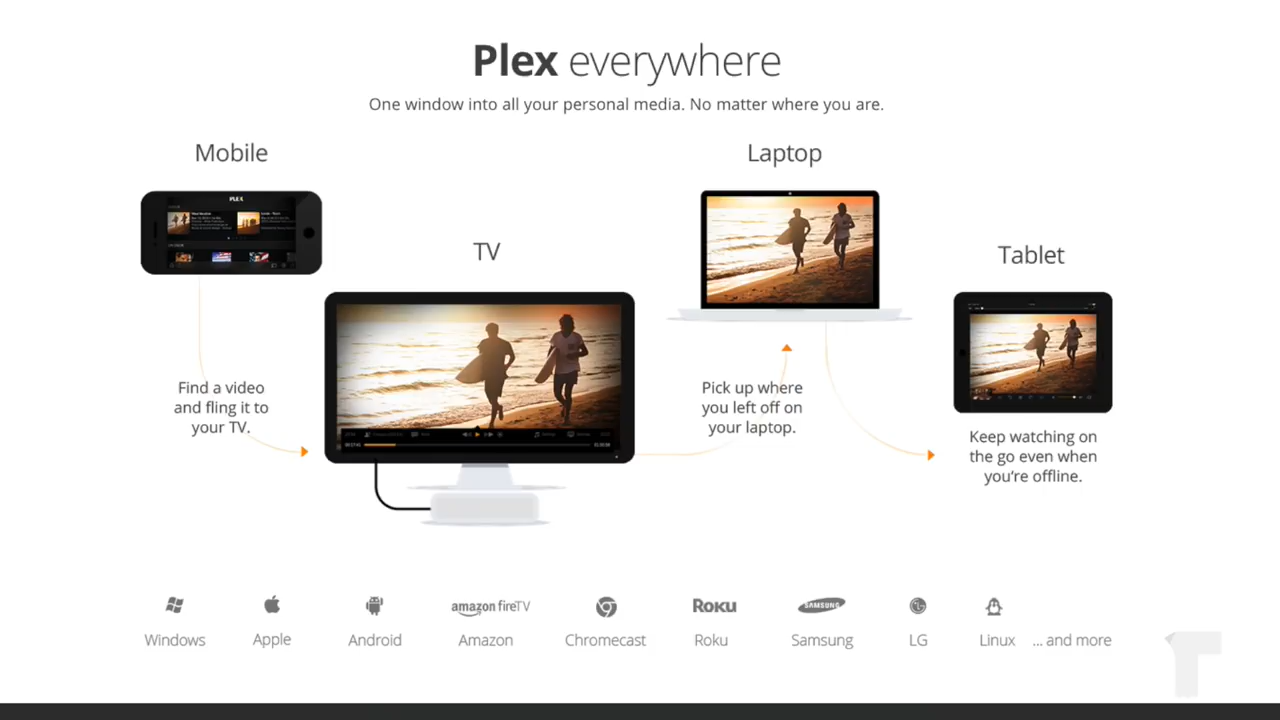 Plex everywhere
One window into all your personal media. No matter where you are.
Mobile
PLEX
Find a video
and fling it to
your TV.
TV
Laptop
Pick up where
you left off on
your laptop.
Tablet
Keep watching on
the go even when
you're offline.
amazon fireTV
ROKU
SAMSUNG
Windows
Apple
Android
Amazon
Chromecast
Roku
Samsung
LG
Linux
... and more